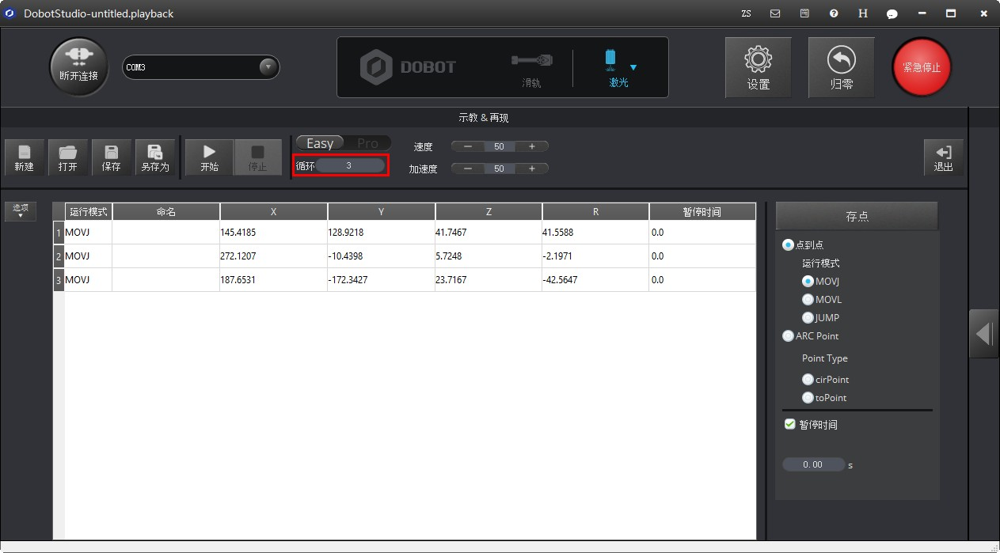 DobotStudio-untitled.playback
ZS
H
断开连接
COM3
DOBOT
滑轨
激光
设置
归零
紧急停止
示教 & 再现
新建
打开
保存
另存为
开始
停止
Easy
Pro
循环 3
速度 50
加速度 50
退出
选项
运行模式 命名 X Y Z R 暂停时间
1 MOVJ 145.4185 128.9218 41.7467 41.5588 0.0
2 MOVJ 272.1207 -10.4398 5.7248 -2.1971 0.0
3 MOVJ 187.6531 -172.3427 23.7167 -42.5647 0.0
存点
点到点
运行模式
MOVJ
MOVL
JUMP
ARC Point
Point Type
cirPoint
toPoint
暂停时间
0.00 s